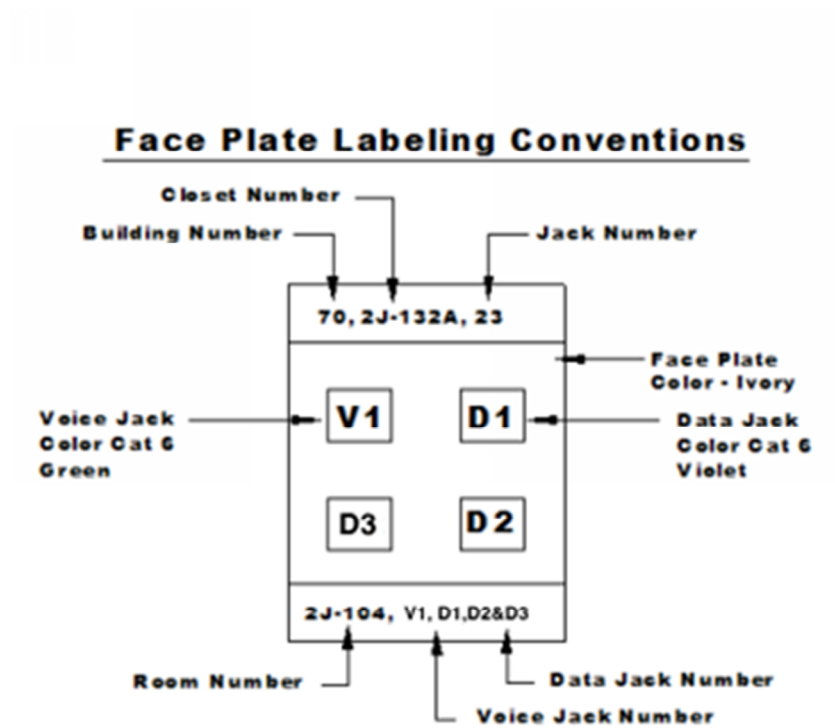 Face Plate Labeling Conventions
Closet Number
Building Number
Jack Number
70, 2J-132A, 23
Face Plate
Color - Ivory
V1
D1
Voice Jack
Color Cat 6
Green
Data Jack
Color Cat 6
Violet
D3
D2
2J-104, V1, D1,D2&D3
Room Number
Data Jack Number
Voice Jack Number